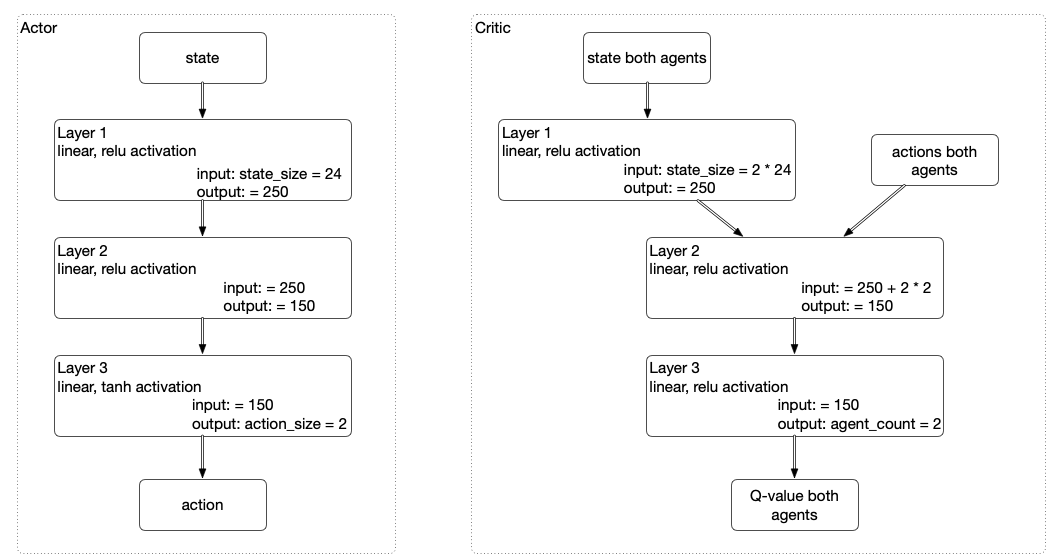 Actor
state
Layer 1
linear, relu activation
input: state_size = 24
output: = 250
Layer 2
linear, relu activation
input: = 250
output: = 150
Layer 3
linear, tanh activation
input: = 150
output: action_size = 2
action
Critic
state both agents
Layer 1
linear, relu activation
input: state_size = 2 * 24
output: = 250
actions both
agents
Layer 2
linear, relu activation
input: = 250 + 2 * 2
output: = 150
Layer 3
linear, relu activation
input: = 150
output: agent_count = 2
Q-value both
agents